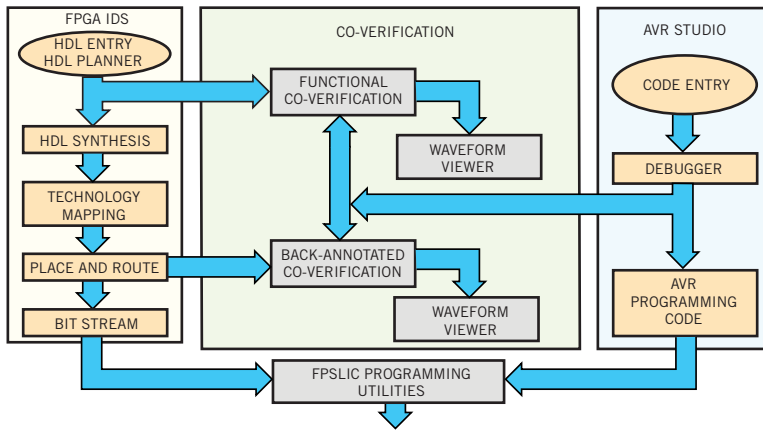 FPGA IDS
HDL ENTRY
HDL PLANNER
HDL SYNTHESIS
TECHNOLOGY
MAPPING
PLACE AND ROUTE
BIT STREAM
CO-VERIFICATION
FUNCTIONAL
CO-VERIFICATION
WAVEFORM
VIEWER
BACK-ANNOTATED
CO-VERIFICATION
WAVEFORM
VIEWER
AVR STUDIO
CODE ENTRY
DEBUGGER
AVR
PROGRAMMING
CODE
FPSLIC PROGRAMMING
UTILITIES